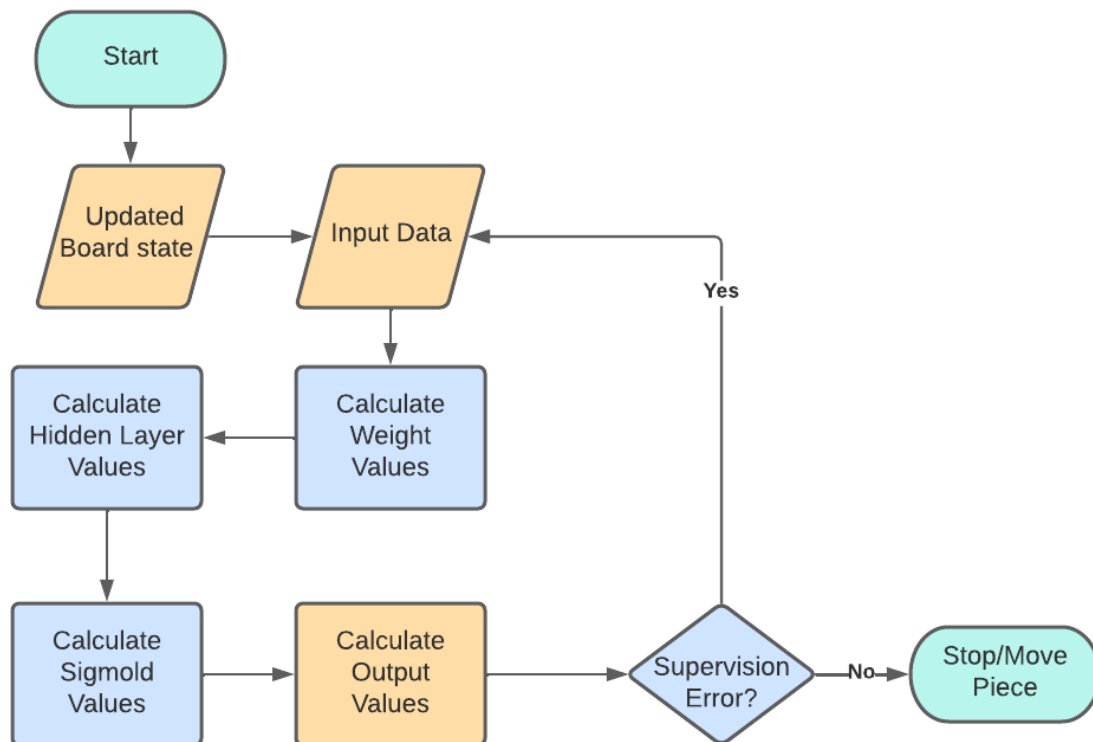 Start
Updated
Board state
Input Data
Yes
Calculate
Hidden Layer
Values
Calculate
Weight
Values
Calculate
Sigmold
Values
Calculate
Output
Values
Supervision
Error?
No
Stop/Move
Piece